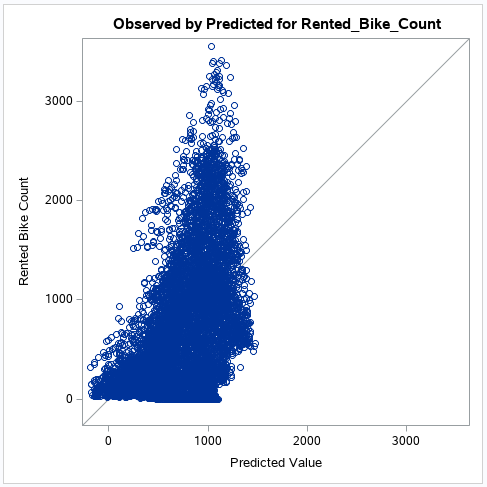 Observed by Predicted for Rented_Bike_Count
3000
2000
1000
0
Rented Bike Count
0 1000 2000 3000
Predicted Value